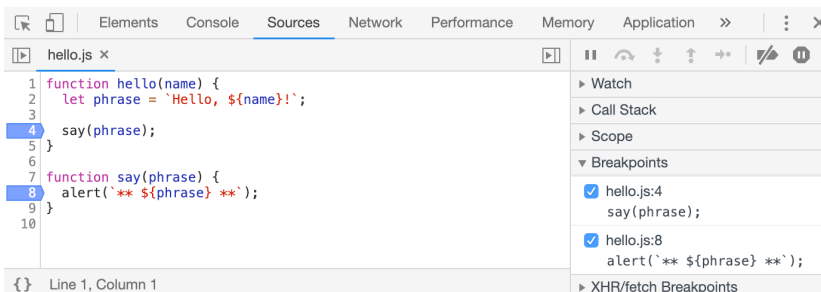 Elements Console Sources Network Performance Memory Application »
hello.js ×
1 function hello(name) {
2 let phrase = `Hello, ${name}!`;
3
4 say(phrase);
5 }
6
7 function say(phrase) {
8 alert(`** ${phrase} **`);
9 }
10
{} Line 1, Column 1
Watch
Call Stack
Scope
Breakpoints
hello.js:4
say(phrase);
hello.js:8
alert(`** ${phrase} **`);
XHR/fetch Breakpoints